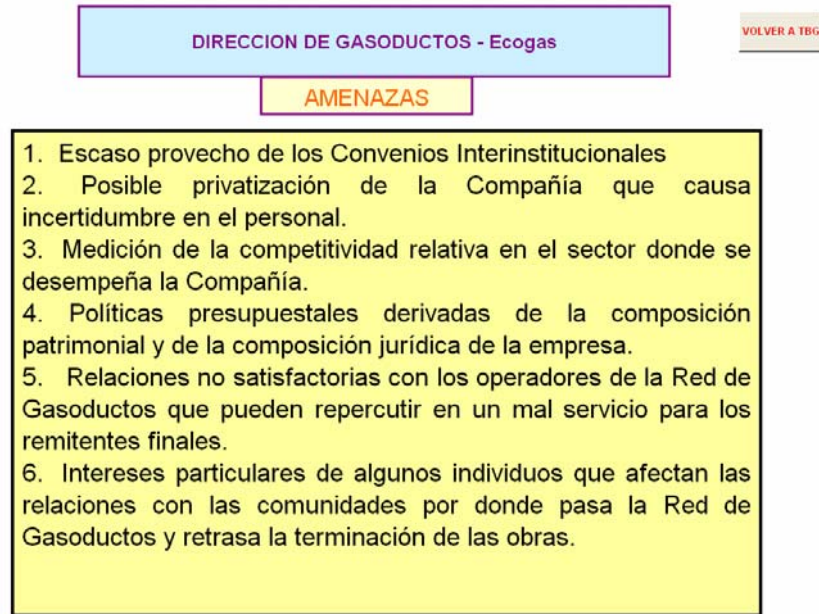 DIRECCION DE GASODUCTOS - Ecogas
VOLVER A TBG
AMENAZAS
1. Escaso provecho de los Convenios Interinstitucionales
2. Posible privatización de la Compañía que causa
incertidumbre en el personal.
3. Medición de la competitividad relativa en el sector donde se
desempeña la Compañía.
4. Políticas presupuestales derivadas de la composición
patrimonial y de la composición jurídica de la empresa.
5. Relaciones no satisfactorias con los operadores de la Red de
Gasoductos que pueden repercutir en un mal servicio para los
remitentes finales.
6. Intereses particulares de algunos individuos que afectan las
relaciones con las comunidades por donde pasa la Red de
Gasoductos y retrasa la terminación de las obras.